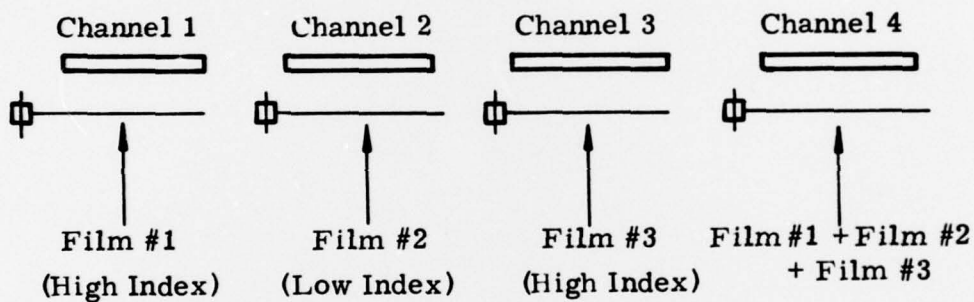 Channel 1 Channel 2 Channel 3 Channel 4
Film #1 Film #2 Film #3 Film #1 + Film #2
+ Film #3
(High Index) (Low Index) (High Index)